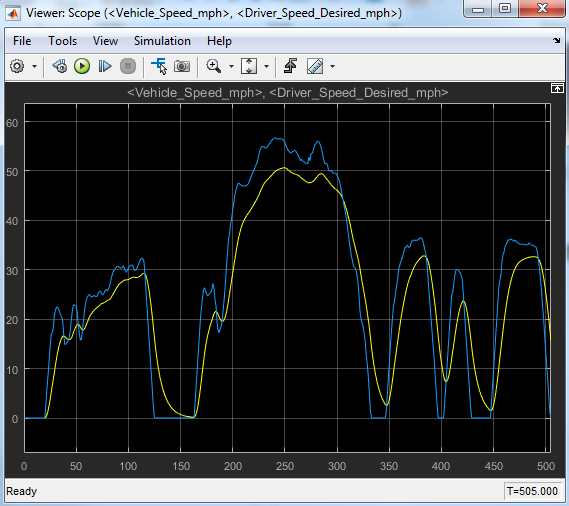 Viewer: Scope (<Vehicle_Speed_mph>, <Driver_Speed_Desired_mph>)
File Tools View Simulation Help
<Vehicle_Speed_mph>, <Driver_Speed_Desired_mph>
60
50
40
30
20
10
0
0 50 100 150 200 250 300 350 400 450 500
Ready T=505.000